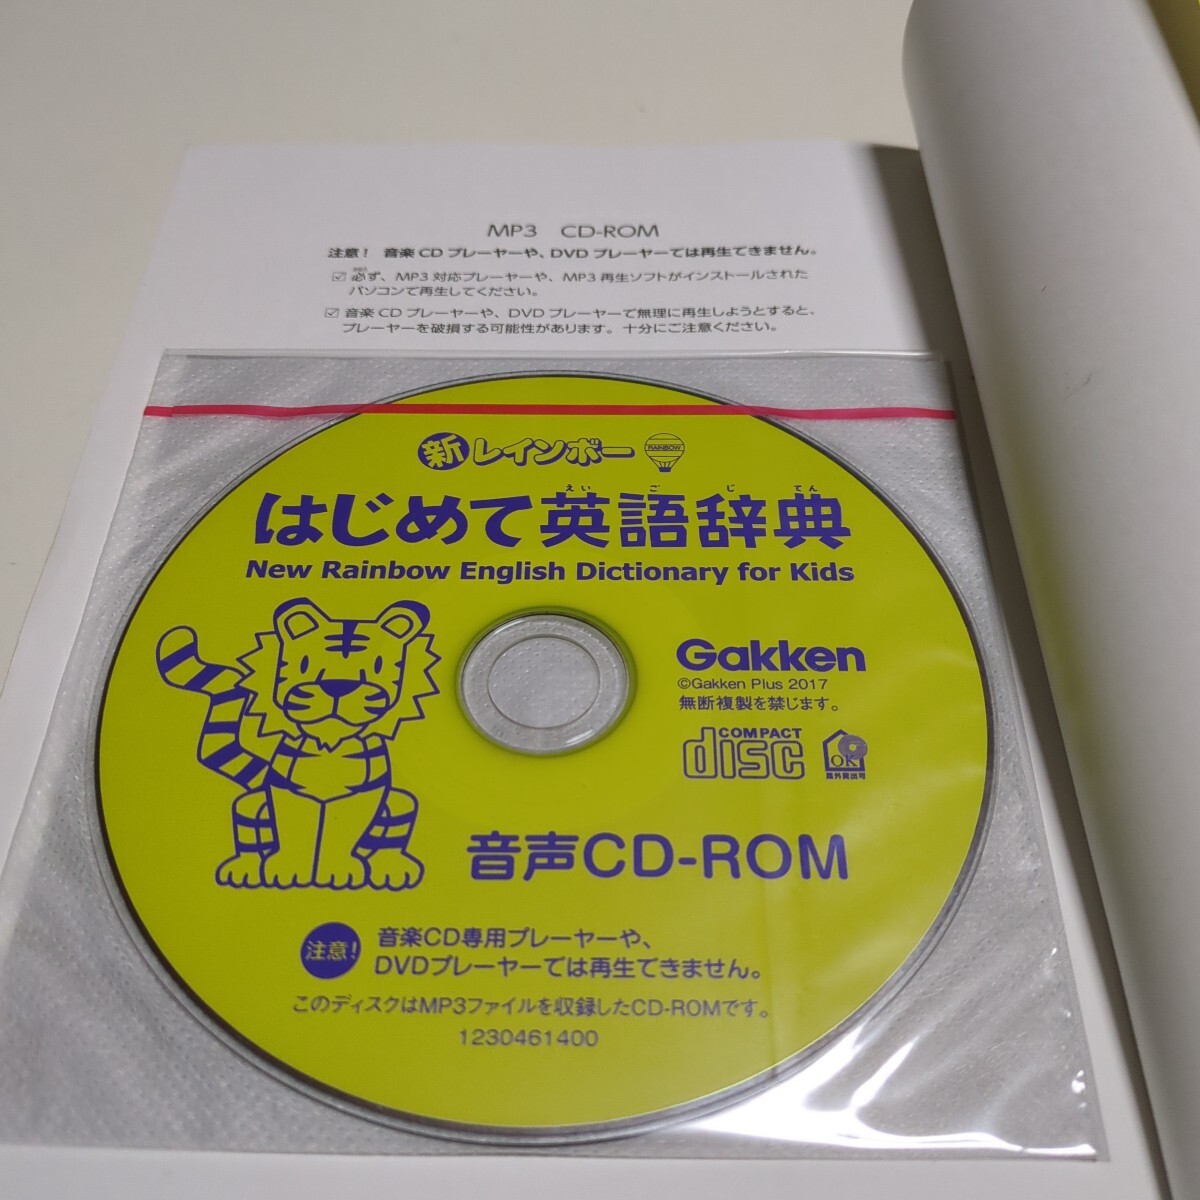 MP3 CD-ROM
注意! 音楽CDプレーヤーや、DVDプレーヤーでは再生できません。
☑必ず、MP3対応プレーヤーや、MP3再生ソフトがインストールされた
パソコンで再生してください。
☑音楽CDプレーヤーや、DVDプレーヤーで無理に再生しようとすると、
プレーヤーを破損する可能性があります。十分にご注意ください。
新レインボー
RAINBOW
えいごじてん
はじめて英語辞典
New Rainbow English Dictionary for Kids
Gakken
©Gakken Plus 2017
無断複製を禁じます。
COMPACT
disc
OK
館外貸出可
音声CD-ROM
注意!
音楽CD専用プレーヤーや、
DVDプレーヤーでは再生できません。
このディスクはMP3ファイルを収録したCD-ROMです。
1230461400